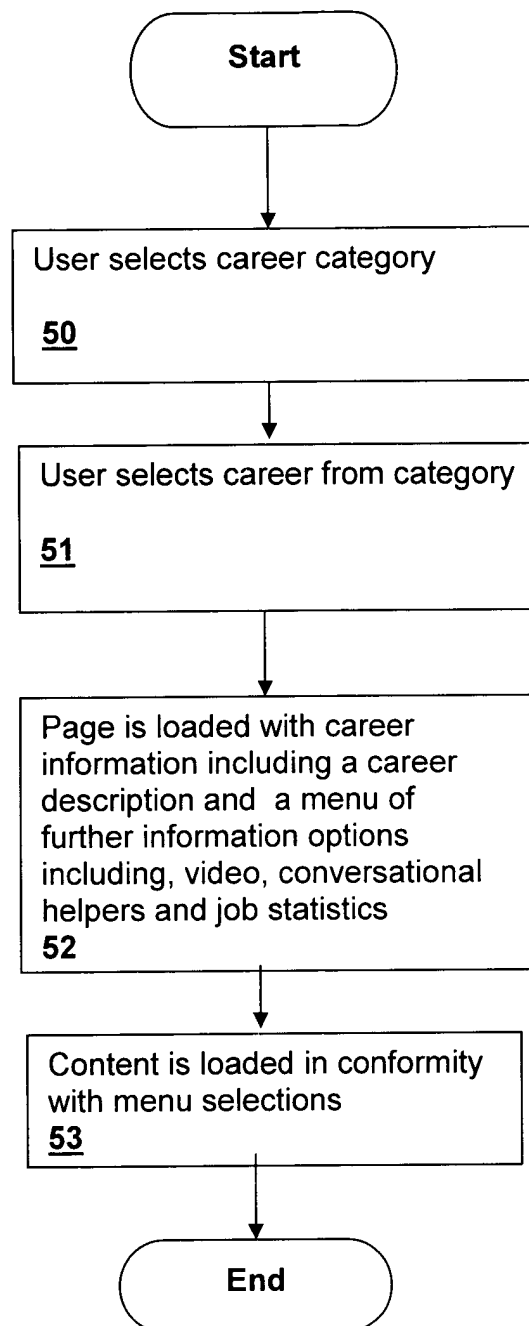 Start
User selects career category
50
User selects career from category
51
Page is loaded with career
information including a career
description and a menu of
further information options
including, video, conversational
helpers and job statistics
52
Content is loaded in conformity
with menu selections
53
End